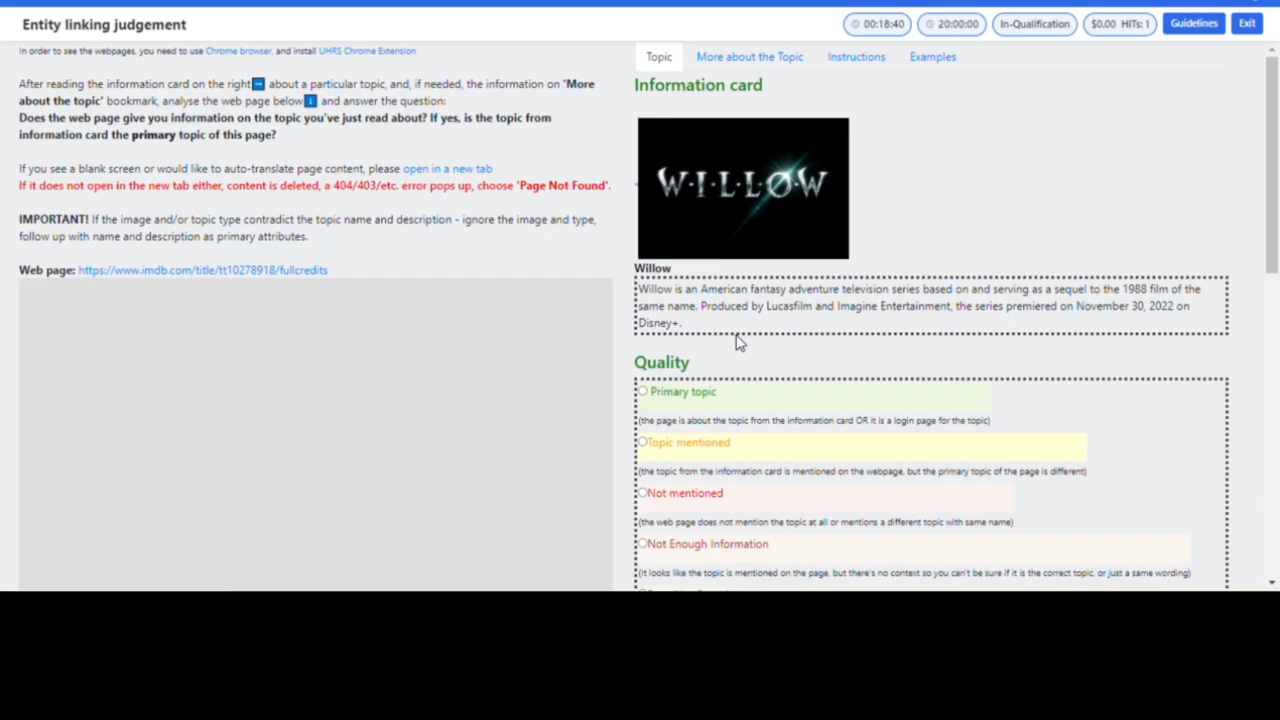 Entity linking judgement
00:18:40
20:00:00
In-Qualification
$0.00 HITs: 1
Guidelines
Exit
In order to see the webpages, you need to use Chrome browser, and install UHRS Chrome Extension
After reading the information card on the right about a particular topic, and, if needed, the information on "More
about the topic" bookmark, analyse the web page below and answer the question:
Does the web page give you information on the topic you've just read about? If yes, is the topic from
information card the primary topic of this page?
If you see a blank screen or would like to auto-translate page content, please open in a new tab
If it does not open in the new tab either, content is deleted, a 404/403/etc. error pops up, choose 'Page Not Found'.
IMPORTANT! If the image and/or topic type contradict the topic name and description - ignore the image and type,
follow up with name and description as primary attributes.
Web page: https://www.imdb.com/title/tt10278918/fullcredits
Topic
More about the Topic
Instructions
Examples
Information card
W·I·L·L·O·W
Willow
Willow is an American fantasy adventure television series based on and serving as a sequel to the 1988 film of the
same name. Produced by Lucasfilm and Imagine Entertainment, the series premiered on November 30, 2022 on
Disney+.
Quality
Primary topic
(the page is about the topic from the information card OR it is a login page for the topic)
Topic mentioned
(the topic from the information card is mentioned on the webpage, but the primary topic of the page is different)
Not mentioned
(the web page does not mention the topic at all or mentions a different topic with same name)
Not Enough Information
(It looks like the topic is mentioned on the page, but there's no context so you can't be sure if it is the correct topic, or just a same wording)